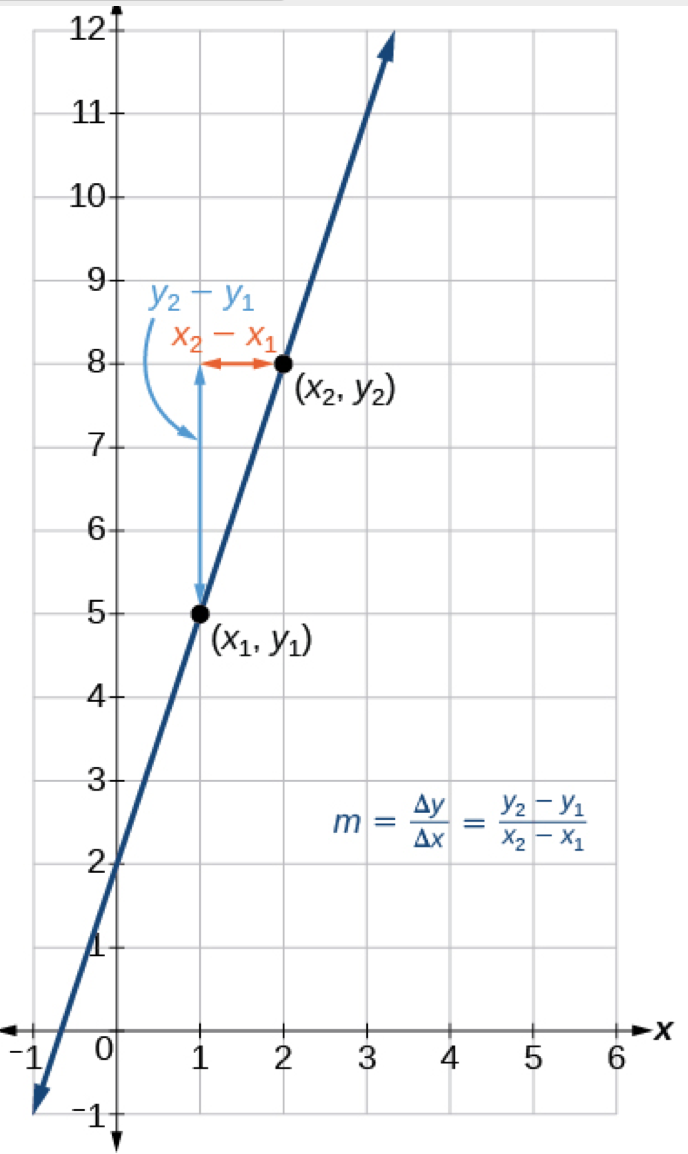 12
11
10
9
y₂ − y₁
x₂ − x₁
8
(x₂, y₂)
7
6
5
(x₁, y₁)
4
3
m = Δy/Δx = y₂ − y₁/x₂ − x₁
2
1
x
−1 0 1 2 3 4 5 6
−1